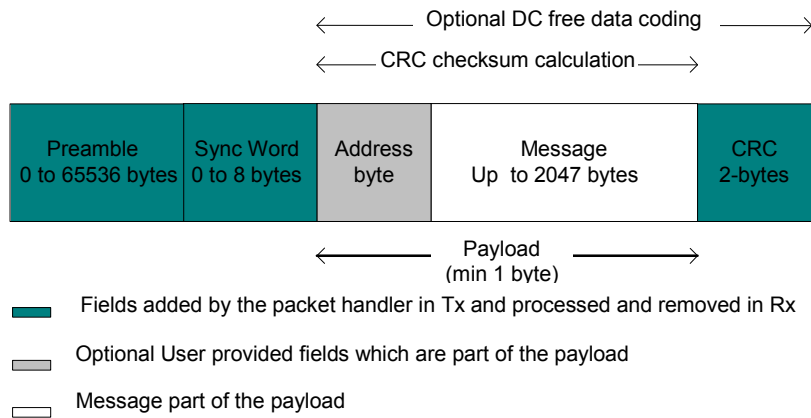 Optional DC free data coding
CRC checksum calculation
Preamble
0 to 65536 bytes
Sync Word
0 to 8 bytes
Address
byte
Message
Up to 2047 bytes
CRC
2-bytes
Payload
(min 1 byte)
Fields added by the packet handler in Tx and processed and removed in Rx
Optional User provided fields which are part of the payload
Message part of the payload